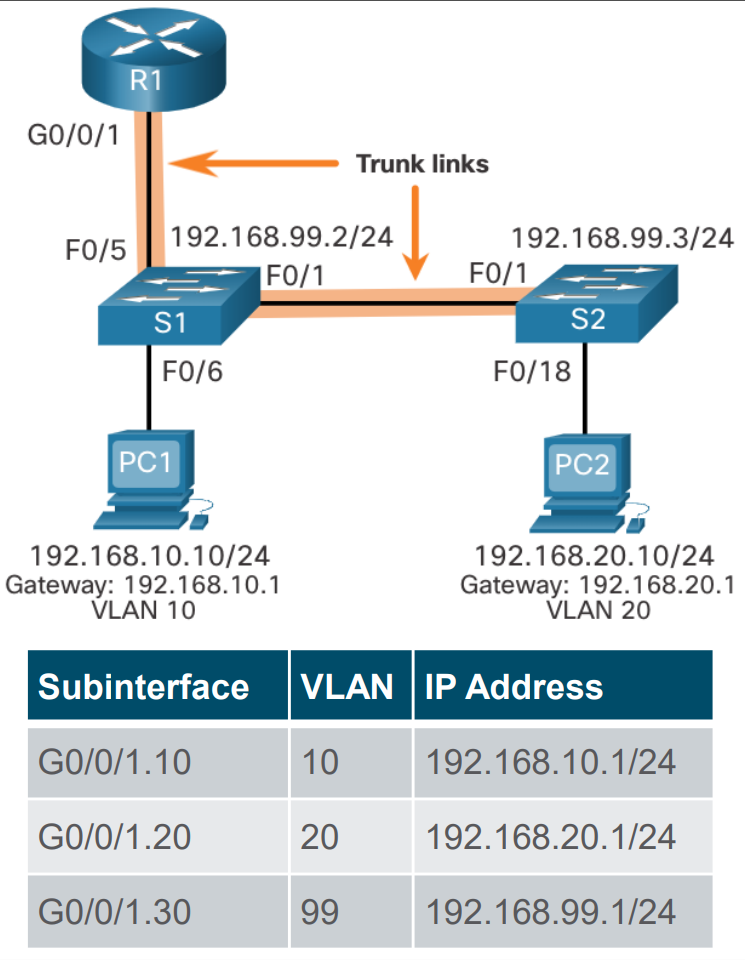 R1
G0/0/1
Trunk links
F0/5
192.168.99.2/24
192.168.99.3/24
F0/1
F0/1
S1
S2
F0/6
F0/18
PC1
PC2
192.168.10.10/24
Gateway: 192.168.10.1
VLAN 10
192.168.20.10/24
Gateway: 192.168.20.1
VLAN 20
Subinterface VLAN IP Address
G0/0/1.10 10 192.168.10.1/24
G0/0/1.20 20 192.168.20.1/24
G0/0/1.30 99 192.168.99.1/24